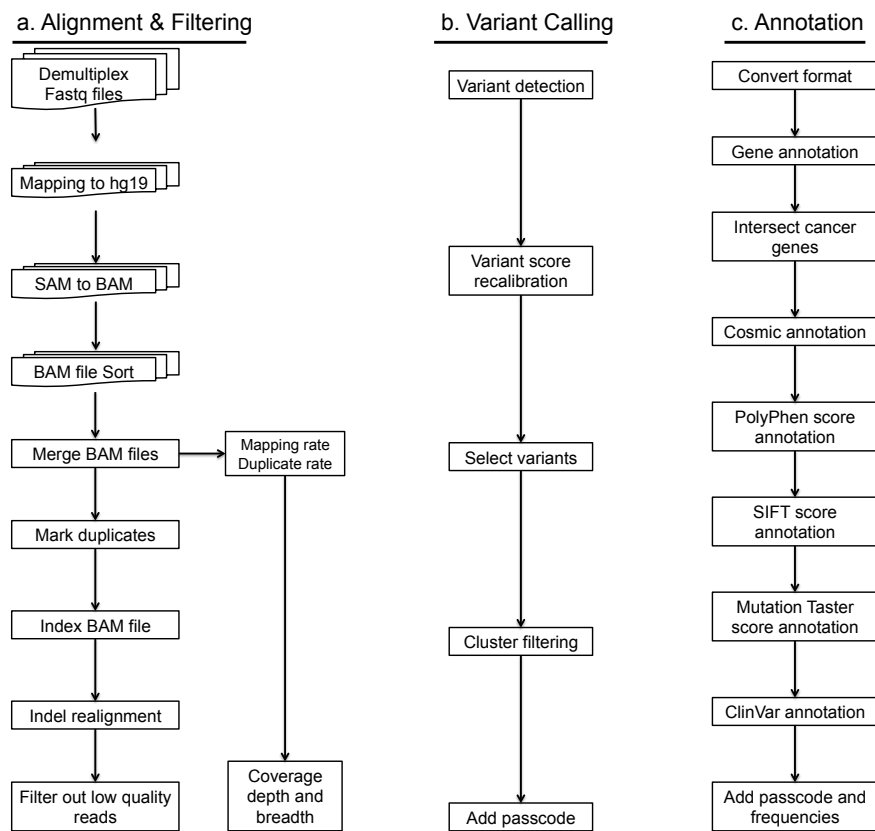 a. Alignment & Filtering
Demultiplex
Fastq files
Mapping to hg19
SAM to BAM
BAM file Sort
Merge BAM files
Mapping rate
Duplicate rate
Mark duplicates
Index BAM file
Indel realignment
Filter out low quality
reads
Coverage
depth and
breadth
b. Variant Calling
Variant detection
Variant score
recalibration
Select variants
Cluster filtering
Add passcode
c. Annotation
Convert format
Gene annotation
Intersect cancer
genes
Cosmic annotation
PolyPhen score
annotation
SIFT score
annotation
Mutation Taster
score annotation
ClinVar annotation
Add passcode and
frequencies